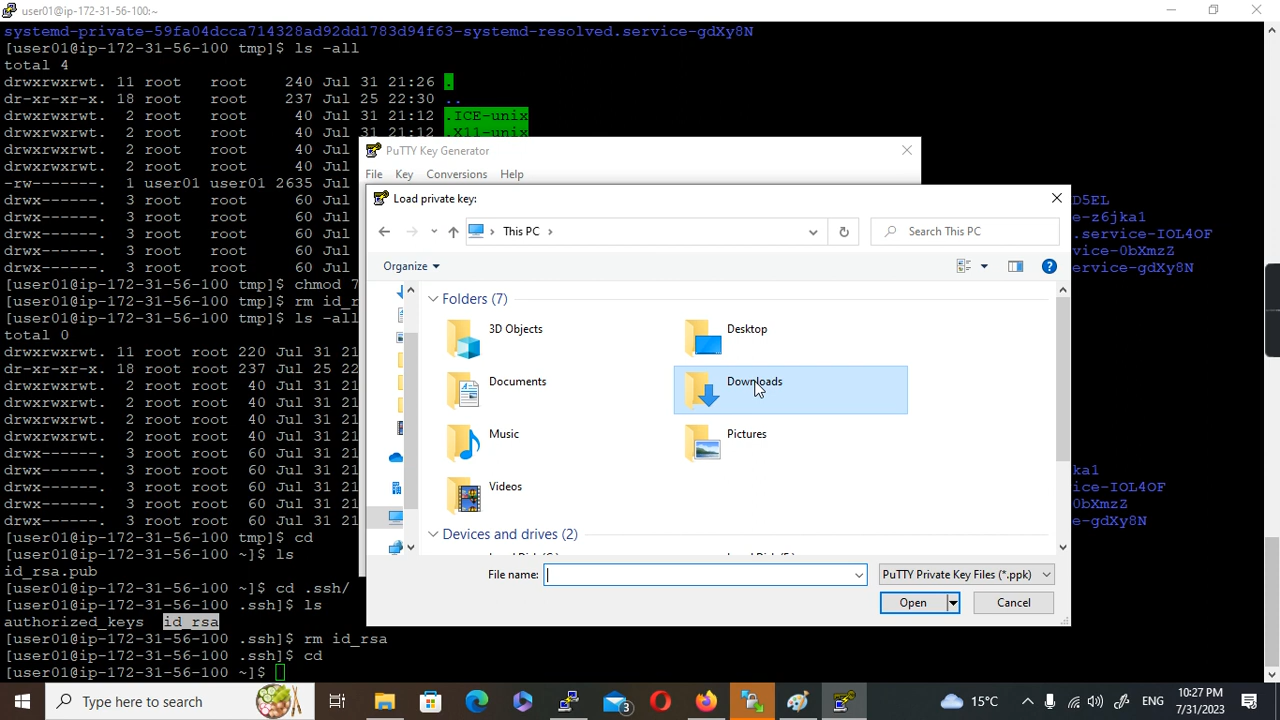 user01@ip-172-31-56-100:~
systemd-private-59fa04dcca714328ad92dd1783d94f63-systemd-resolved.service-gdXy8N
[user01@ip-172-31-56-100 tmp]$ ls -all
total 4
drwxrwxrwt. 11 root   root   240 Jul 31 21:26 .
dr-xr-xr-x. 18 root   root   237 Jul 25 22:30 ..
drwxrwxrwt. 2 root   root   40 Jul 31 21:12 .ICE-unix
drwxrwxrwt. 2 root   root   40 Jul 31 21:12 .X11-unix
drwxrwxrwt. 2 root   root   40 Jul
drwxrwxrwt. 2 root   root   40 Jul
-rw-------. 1 user01 user01 2635 Jul
drwx------. 3 root   root   60 Jul D5EL
drwx------. 3 root   root   60 Jul e-z6jka1
drwx------. 3 root   root   60 Jul .service-IOL4OF
drwx------. 3 root   root   60 Jul vice-0bXmzZ
drwx------. 3 root   root   60 Jul ervice-gdXy8N
[user01@ip-172-31-56-100 tmp]$ chmod 7
[user01@ip-172-31-56-100 tmp]$ rm id_r
[user01@ip-172-31-56-100 tmp]$ ls -all
total 0
drwxrwxrwt. 11 root root 220 Jul 31 21
dr-xr-xr-x. 18 root root 237 Jul 25 22
drwxrwxrwt. 2 root root 40 Jul 31 21
drwxrwxrwt. 2 root root 40 Jul 31 21
drwxrwxrwt. 2 root root 40 Jul 31 21
drwxrwxrwt. 2 root root 40 Jul 31 21
drwx------. 3 root root 60 Jul 31 21
drwx------. 3 root root 60 Jul 31 21 ka1
drwx------. 3 root root 60 Jul 31 21 ice-IOL4OF
drwx------. 3 root root 60 Jul 31 21 0bXmzZ
drwx------. 3 root root 60 Jul 31 21 e-gdXy8N
[user01@ip-172-31-56-100 tmp]$ cd
[user01@ip-172-31-56-100 ~]$ ls
id_rsa.pub
[user01@ip-172-31-56-100 ~]$ cd .ssh/
[user01@ip-172-31-56-100 .ssh]$ ls
authorized_keys  id_rsa
[user01@ip-172-31-56-100 .ssh]$ rm id_rsa
[user01@ip-172-31-56-100 .ssh]$ cd
[user01@ip-172-31-56-100 ~]$
PuTTY Key Generator
File Key Conversions Help
Load private key:
This PC
Search This PC
Organize
Folders (7)
3D Objects
Desktop
Documents
Downloads
Music
Pictures
Videos
Devices and drives (2)
File name:
PuTTY Private Key Files (*.ppk)
Open
Cancel
Type here to search
3
15°C
ENG
10:27 PM
7/31/2023